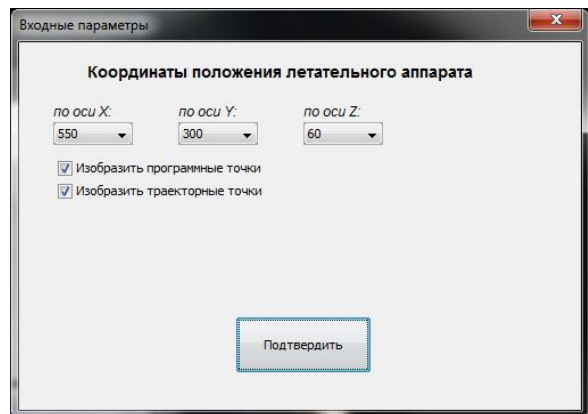 Входные параметры
Координаты положения летательного аппарата
по оси X: по оси Y: по оси Z:
550 300 60
Изобразить программные точки
Изобразить траекторные точки
Подтвердить